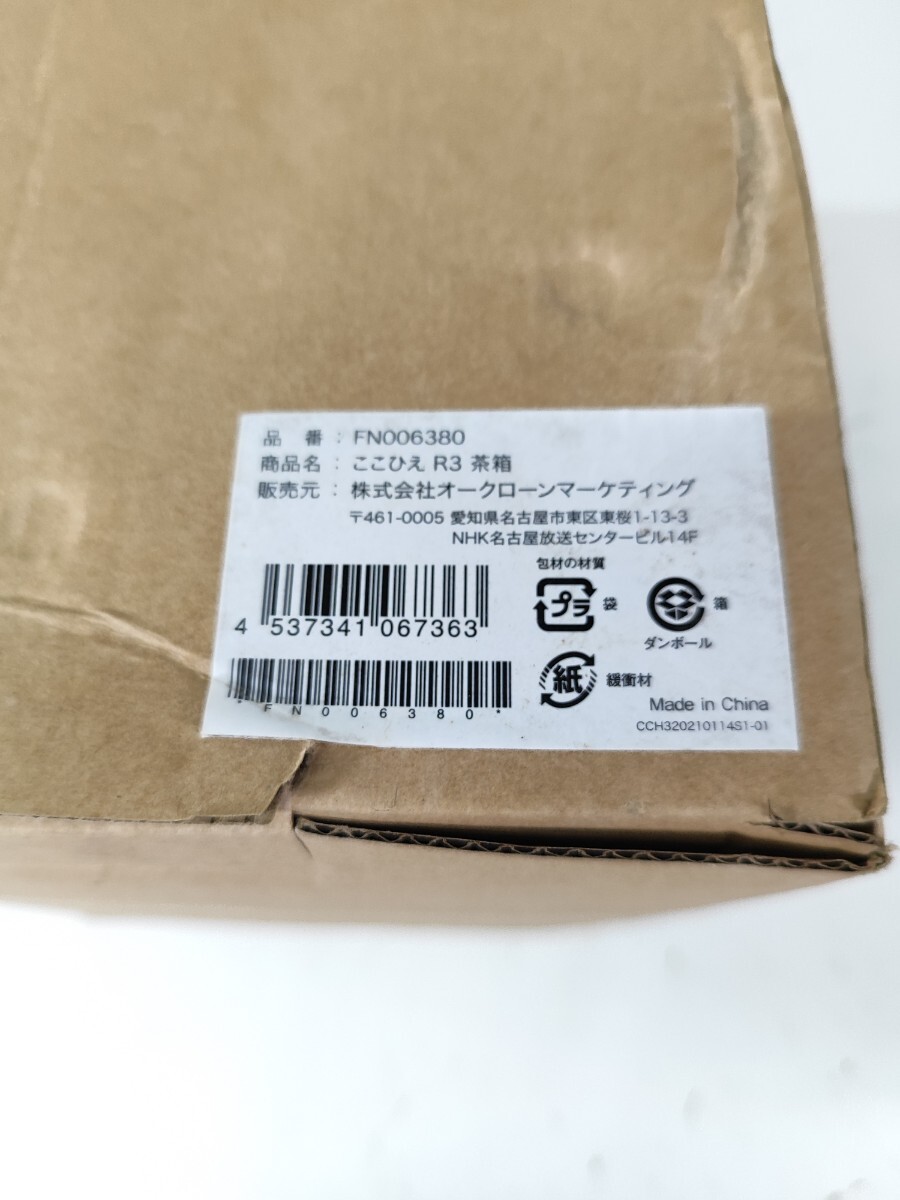 品 番 : FN006380
商品名 : ここひえ R3 茶箱
販売元 : 株式会社オークローンマーケティング
〒461-0005 愛知県名古屋市東区東桜1-13-3
NHK名古屋放送センタービル14F
包材の材質
プラ 袋
箱
ダンボール
4 537341 067363
紙 緩衝材
*FN006380*
Made in China
CCH320210114S1-01